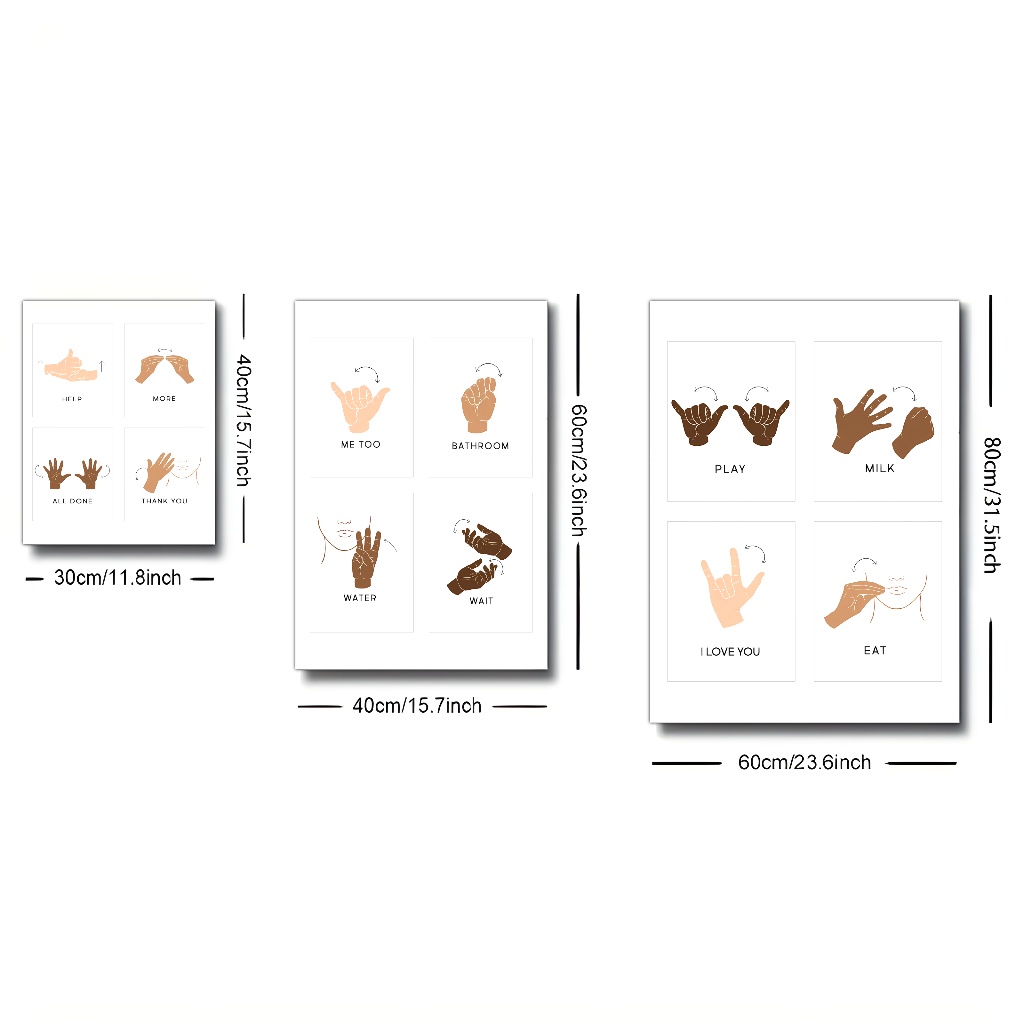 HELP
MORE
ALL DONE
THANK YOU
40cm/15.7inch
30cm/11.8inch
ME TOO
BATHROOM
WATER
WAIT
60cm/23.6inch
40cm/15.7inch
PLAY
MILK
I LOVE YOU
EAT
80cm/31.5inch
60cm/23.6inch